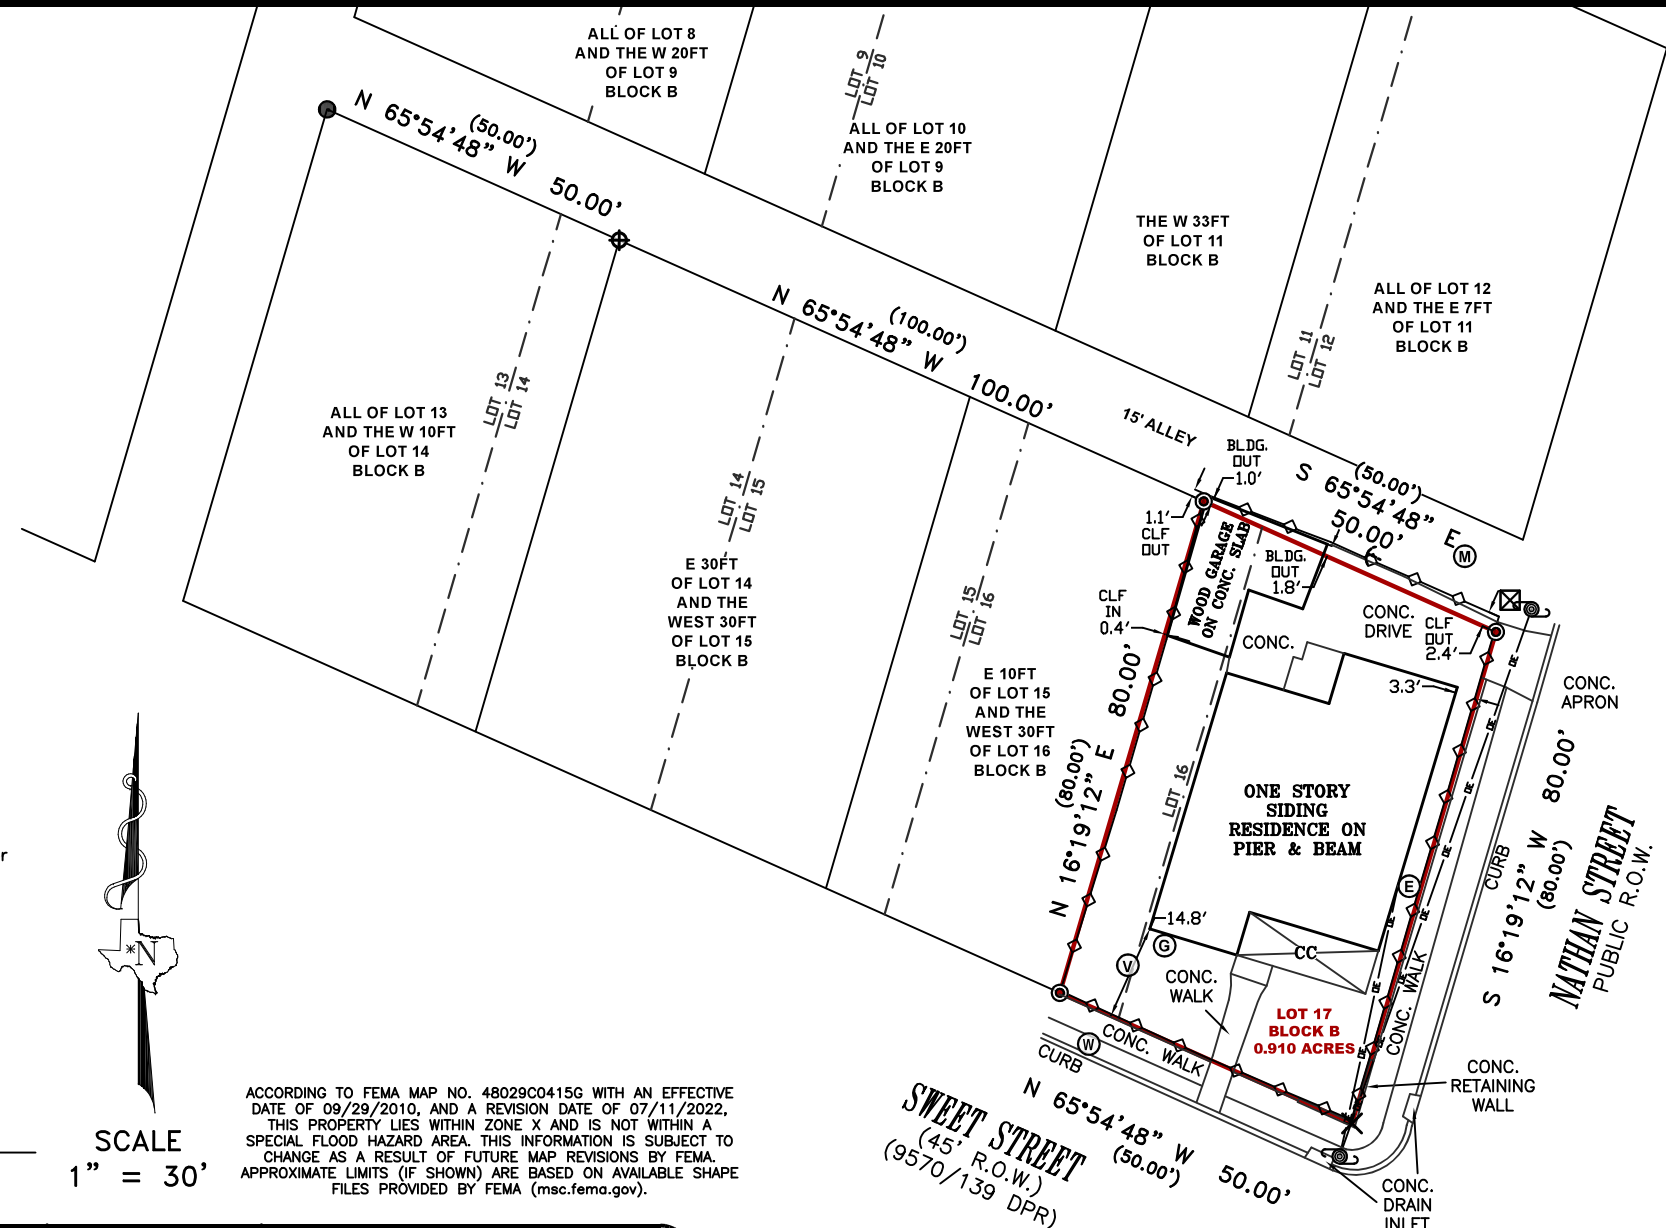 ALL OF LOT 8
AND THE W 20FT
OF LOT 9
BLOCK B
LOT 9
LOT 10
ALL OF LOT 10
AND THE E 20FT
OF LOT 9
BLOCK B
THE W 33FT
OF LOT 11
BLOCK B
ALL OF LOT 12
AND THE E 7FT
OF LOT 11
BLOCK B
LOT 11
LOT 12
(50.00')
N 65°54'48" W 50.00'
(100.00')
N 65°54'48" W 100.00'
15' ALLEY
LOT 13
LOT 14
ALL OF LOT 13
AND THE W 10FT
OF LOT 14
BLOCK B
LOT 14
LOT 15
E 30FT
OF LOT 14
AND THE
WEST 30FT
OF LOT 15
BLOCK B
LOT 15
LOT 16
E 10FT
OF LOT 15
AND THE
WEST 30FT
OF LOT 16
BLOCK B
BLDG.
OUT
1.0'
(50.00')
S 65°54'48" E
50.00'
M
1.1'
CLF
OUT
WOOD GARAGE
ON CONC. SLAB
BLDG.
OUT
1.8'
CLF
IN
0.4'
CONC.
CONC.
DRIVE
CLF
OUT
2.4'
DE
3.3'
CONC.
APRON
DE
N 16°19'12" E 80.00'
(80.00')
LOT 16
ONE STORY
SIDING
RESIDENCE ON
PIER & BEAM
DE
DE
E
DE
DE
CURB
S 16°19'12" W 80.00'
(80.00')
NATHAN STREET
PUBLIC R.O.W.
14.8'
G
V
CC
CONC.
WALK
DE
DE
CONC. WALK
LOT 17
BLOCK B
0.910 ACRES
DE
DE
W
CONC. WALK
CURB
CONC.
RETAINING
WALL
SWEET STREET
(45' R.O.W.)
(9570/139 DPR)
N 65°54'48" W 50.00'
(50.00')
CONC.
DRAIN
INLET
r
N
SCALE
1" = 30'
ACCORDING TO FEMA MAP NO. 48029C0415G WITH AN EFFECTIVE
DATE OF 09/29/2010, AND A REVISION DATE OF 07/11/2022,
THIS PROPERTY LIES WITHIN ZONE X AND IS NOT WITHIN A
SPECIAL FLOOD HAZARD AREA. THIS INFORMATION IS SUBJECT TO
CHANGE AS A RESULT OF FUTURE MAP REVISIONS BY FEMA.
APPROXIMATE LIMITS (IF SHOWN) ARE BASED ON AVAILABLE SHAPE
FILES PROVIDED BY FEMA (msc.fema.gov).